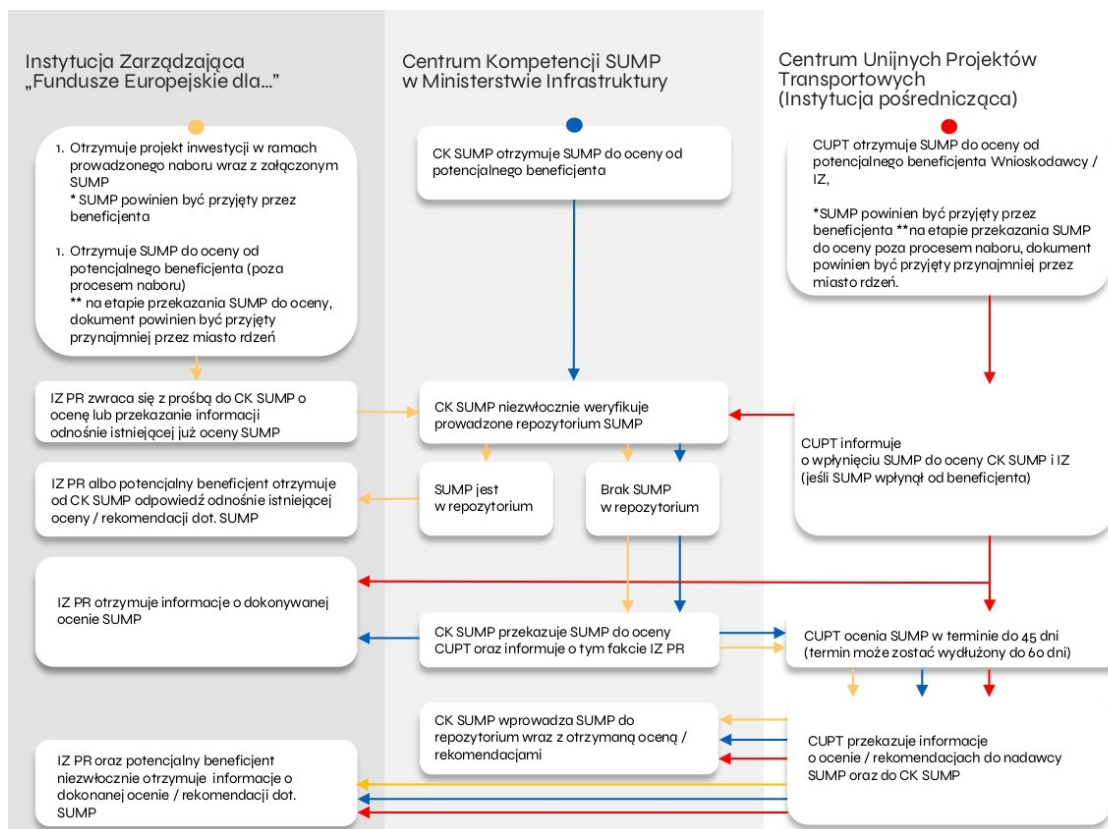 Instytucja Zarządzająca
„Fundusze Europejskie dla...”
Centrum Kompetencji SUMP
w Ministerstwie Infrastruktury
Centrum Unijnych Projektów
Transportowych
(Instytucja pośrednicząca)
1. Otrzymuje projekt inwestycji w ramach
prowadzonego naboru wraz z załączonym
SUMP
* SUMP powinien być przyjęty przez
beneficjenta
1. Otrzymuje SUMP do oceny od
potencjalnego beneficjenta (poza
procesem naboru)
** na etapie przekazania SUMP do oceny,
dokument powinien być przyjęty
przynajmniej przez miasto rdzeń
CK SUMP otrzymuje SUMP do oceny od
potencjalnego beneficjenta
CUPT otrzymuje SUMP do oceny od
potencjalnego beneficjenta Wnioskodawcy /
IZ,
*SUMP powinien być przyjęty przez
beneficjenta **na etapie przekazania SUMP
do oceny poza procesem naboru, dokument
powinien być przyjęty przynajmniej przez
miasto rdzeń.
IZ PR zwraca się z prośbą do CK SUMP o
ocenę lub przekazanie informacji
odnośnie istniejącej już oceny SUMP
CK SUMP niezwłocznie weryfikuje
prowadzone repozytorium SUMP
CUPT informuje
o wpłynięciu SUMP do oceny CK SUMP i IZ
(jeśli SUMP wpłynął od beneficjenta)
IZ PR albo potencjalny beneficjent otrzymuje
od CK SUMP odpowiedź odnośnie istniejącej
oceny / rekomendacji dot. SUMP
SUMP jest
w repozytorium
Brak SUMP
w repozytorium
IZ PR otrzymuje informacje o dokonywanej
ocenie SUMP
CK SUMP przekazuje SUMP do oceny
CUPT oraz informuje o tym fakcie IZ PR
CUPT ocenia SUMP w terminie do 45 dni
(termin może zostać wydłużony do 60 dni)
CK SUMP wprowadza SUMP do
repozytorium wraz z otrzymaną oceną /
rekomendacjami
CUPT przekazuje informacje
o ocenie / rekomendacjach do nadawcy
SUMP oraz do CK SUMP
IZ PR oraz potencjalny beneficjent
niezwłocznie otrzymuje informacje o
dokonanej ocenie / rekomendacji dot.
SUMP